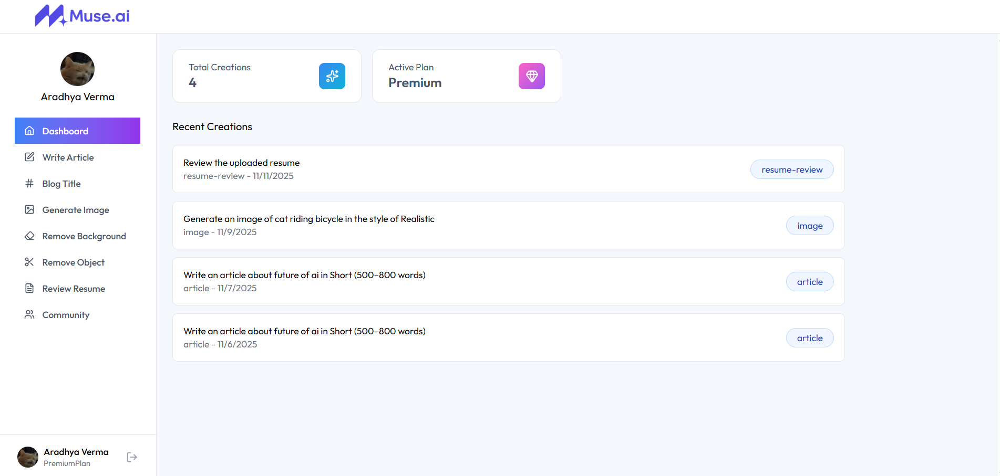 Muse.ai
Aradhya Verma
Dashboard
Write Article
Blog Title
Generate Image
Remove Background
Remove Object
Review Resume
Community
Aradhya Verma
PremiumPlan
Total Creations
4
Active Plan
Premium
Recent Creations
Review the uploaded resume
resume-review - 11/11/2025
resume-review
Generate an image of cat riding bicycle in the style of Realistic
image - 11/9/2025
image
Write an article about future of ai in Short (500–800 words)
article - 11/7/2025
article
Write an article about future of ai in Short (500–800 words)
article - 11/6/2025
article